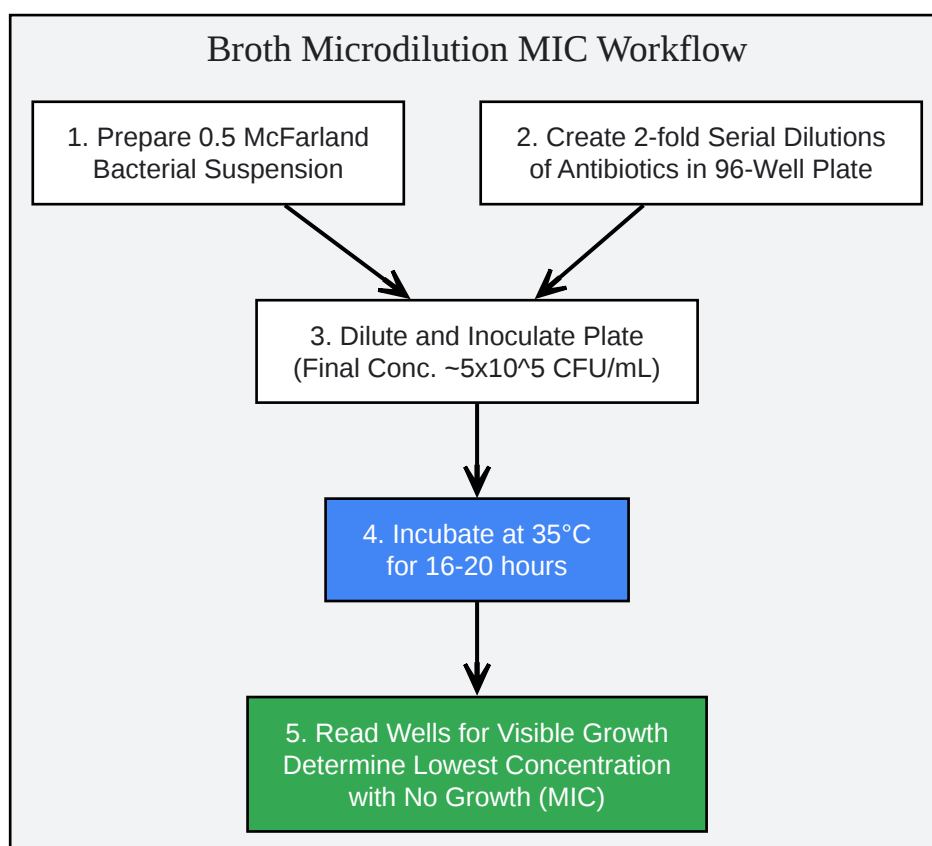 Broth Microdilution MIC Workflow
1. Prepare 0.5 McFarland
Bacterial Suspension
2. Create 2-fold Serial Dilutions
of Antibiotics in 96-Well Plate
3. Dilute and Inoculate Plate
(Final Conc. ~5x10^5 CFU/mL)
4. Incubate at 35°C
for 16-20 hours
5. Read Wells for Visible Growth
Determine Lowest Concentration
with No Growth (MIC)